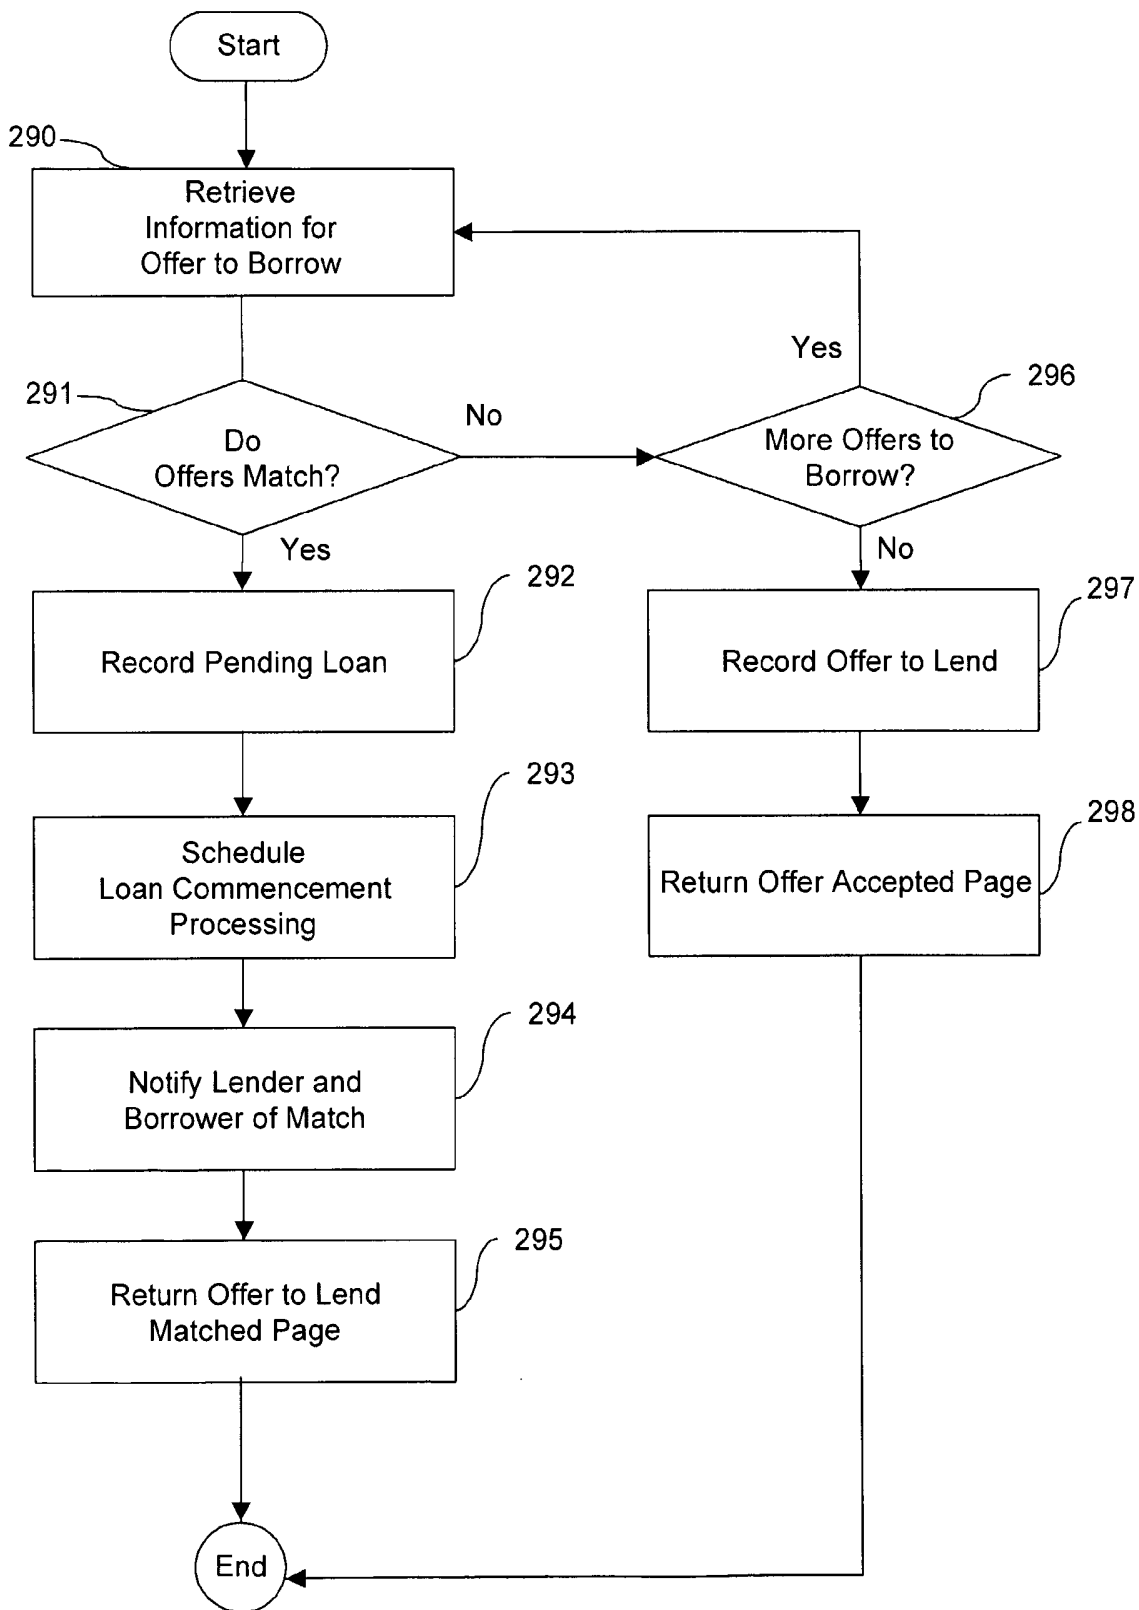 Start
290
Retrieve
Information for
Offer to Borrow
Yes
291
Do
Offers Match?
No
296
More Offers to
Borrow?
Yes
No
292
Record Pending Loan
297
Record Offer to Lend
293
Schedule
Loan Commencement
Processing
298
Return Offer Accepted Page
294
Notify Lender and
Borrower of Match
295
Return Offer to Lend
Matched Page
End